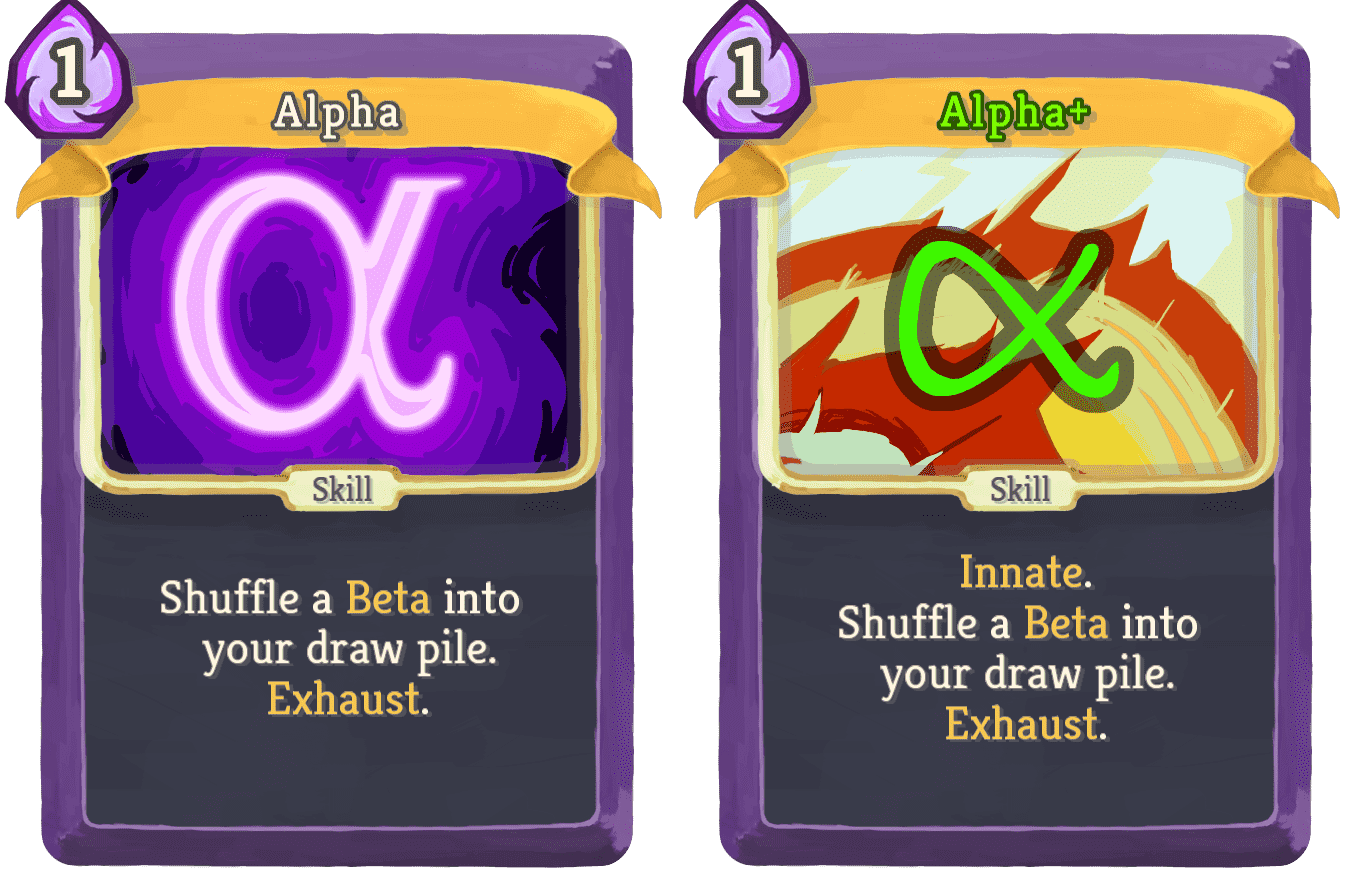 1
Alpha
α
Skill
Shuffle a Beta into
your draw pile.
Exhaust.
1
Alpha+
α
Skill
Innate.
Shuffle a Beta into
your draw pile.
Exhaust.